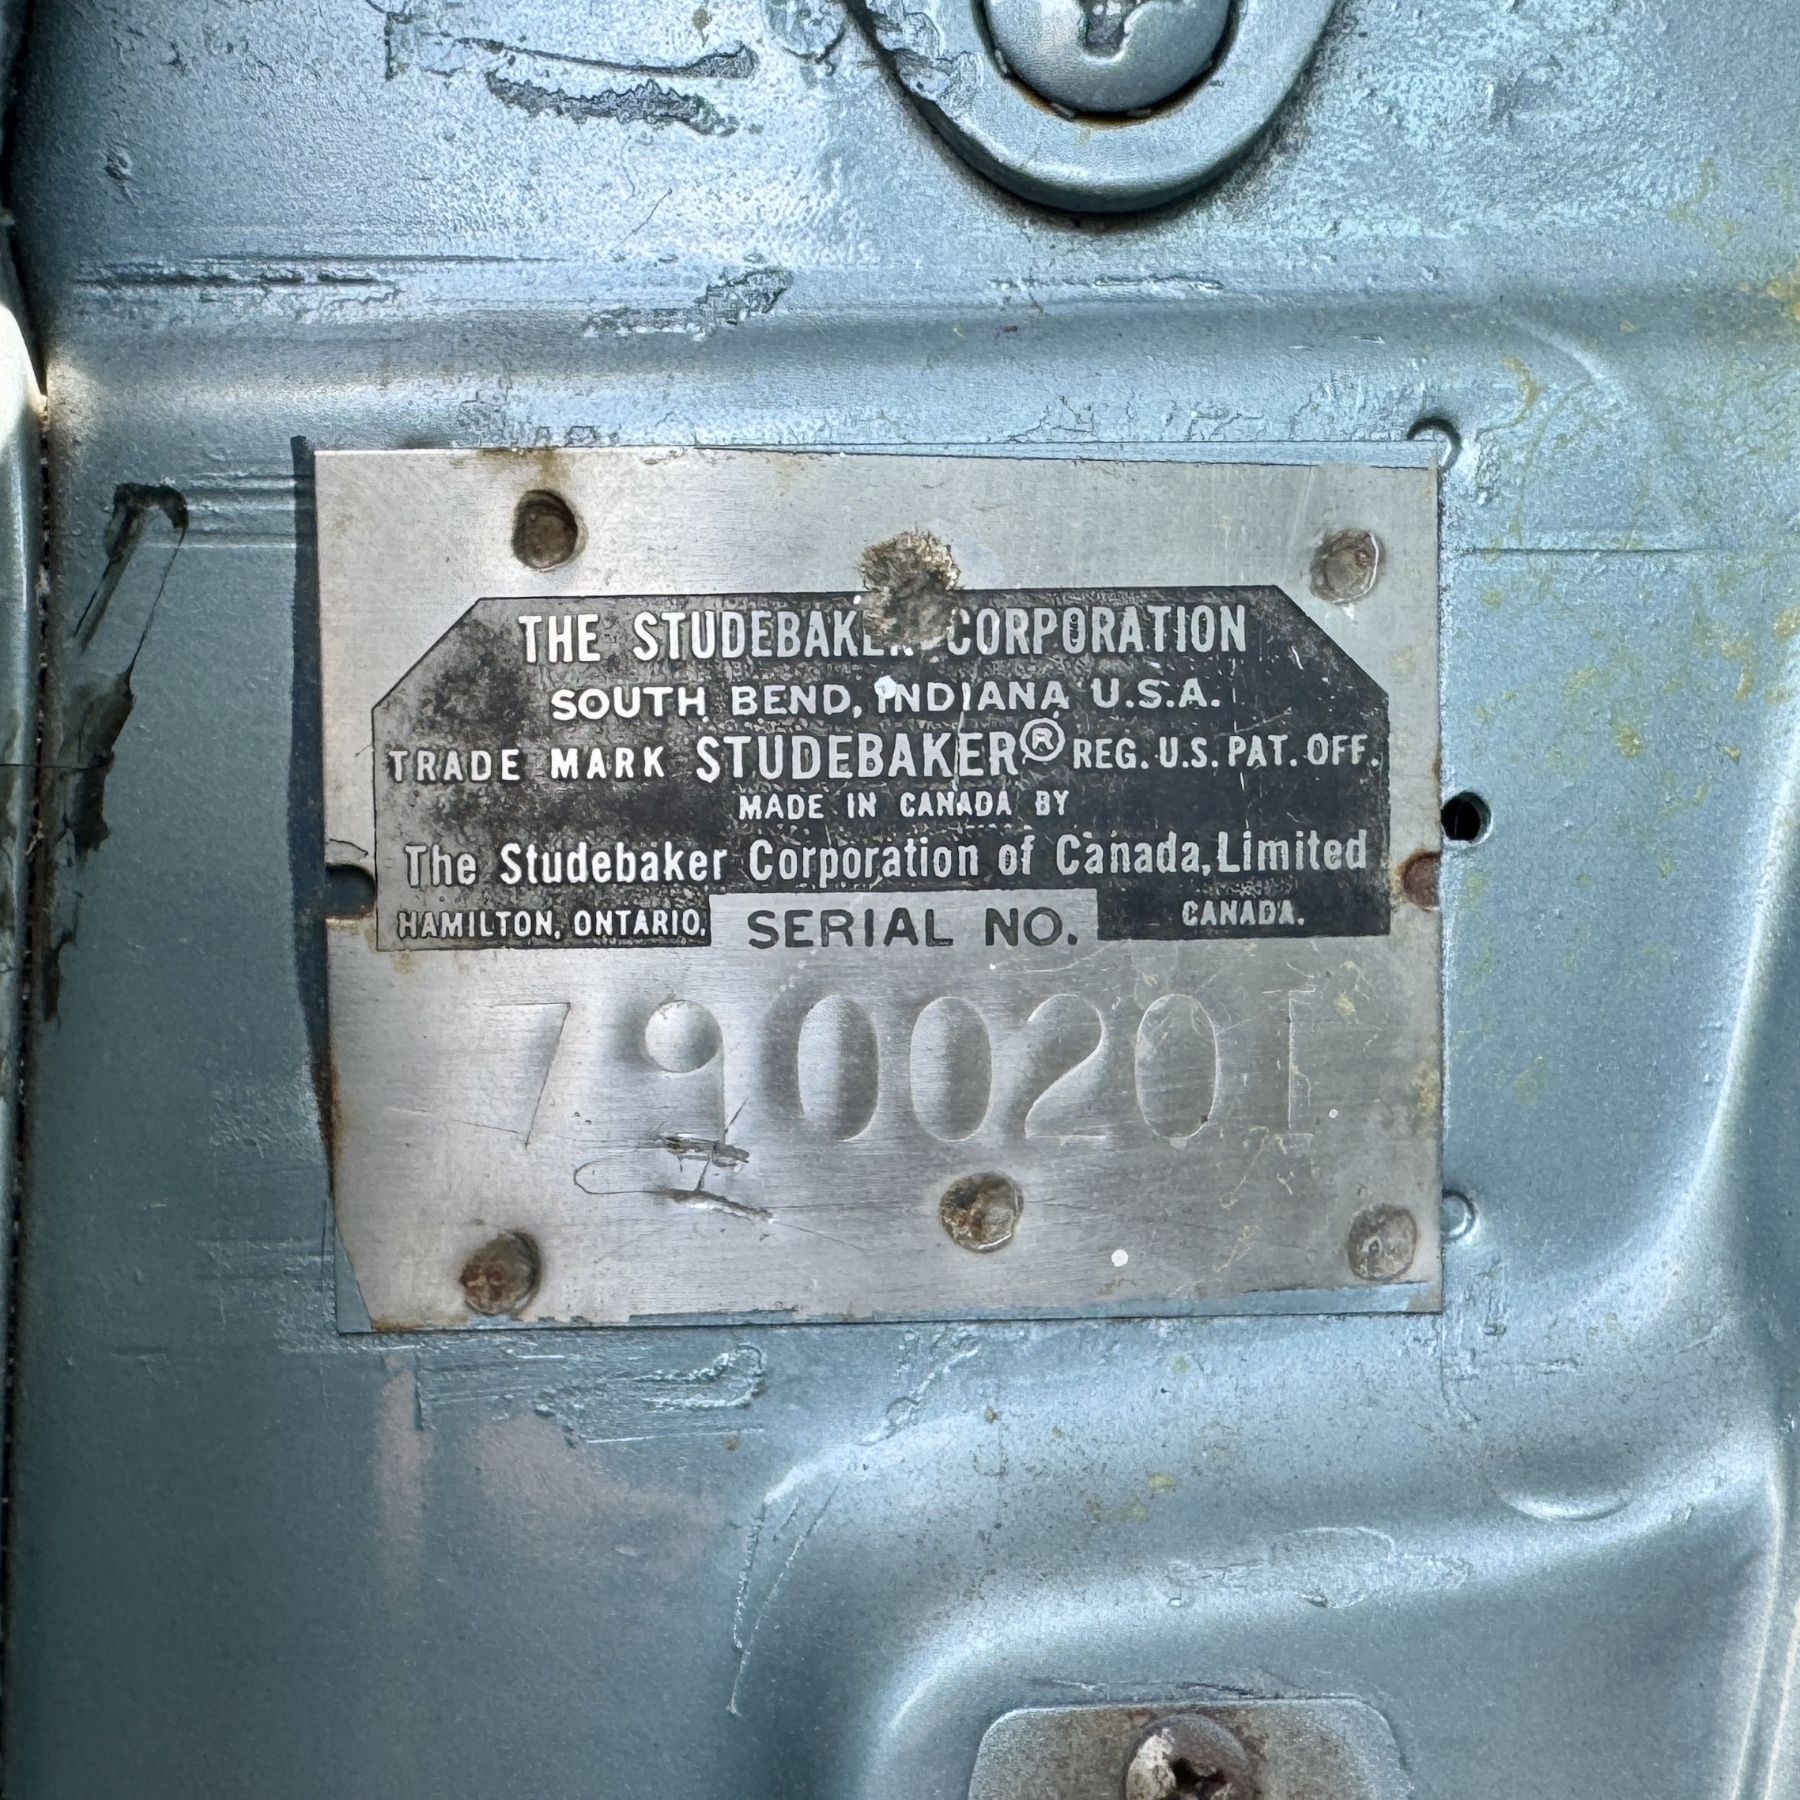 THE STUDEBAKER CORPORATION
SOUTH BEND, INDIANA U.S.A.
TRADE MARK STUDEBAKER® REG. U.S. PAT. OFF.
MADE IN CANADA BY
The Studebaker Corporation of Canada, Limited
HAMILTON, ONTARIO. SERIAL NO. CANADA.
7900201